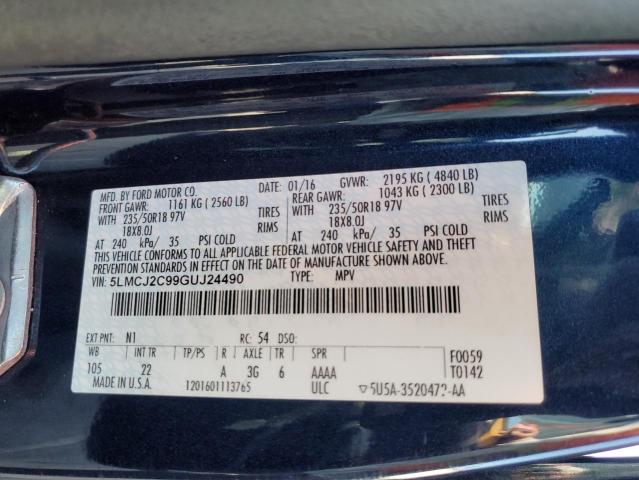 MFD. BY FORD MOTOR CO. DATE: 01/16 GVWR: 2195 KG ( 4840 LB)
FRONT GAWR: 1161 KG ( 2560 LB) REAR GAWR: 1043 KG ( 2300 LB)
WITH 235/50R18 97V TIRES WITH 235/50R18 97V TIRES
18X8.0J RIMS 18X8.0J RIMS
AT 240 kPa/ 35 PSI COLD AT 240 kPa/ 35 PSI COLD
THIS VEHICLE CONFORMS TO ALL APPLICABLE FEDERAL MOTOR VEHICLE SAFETY AND THEFT
PREVENTION STANDARDS IN EFFECT ON THE DATE OF MANUFACTURE SHOWN ABOVE.
VIN: 5LMCJ2C99GUJ24490 TYPE: MPV
EXT PNT: N1 RC: 54 DSO:
WB INT TR TP/PS R AXLE TR SPR F0059
105 22 A 3G 6 AAAA T0142
MADE IN U.S.A. 1201601113765 ULC ▽5U5A-3520472-AA